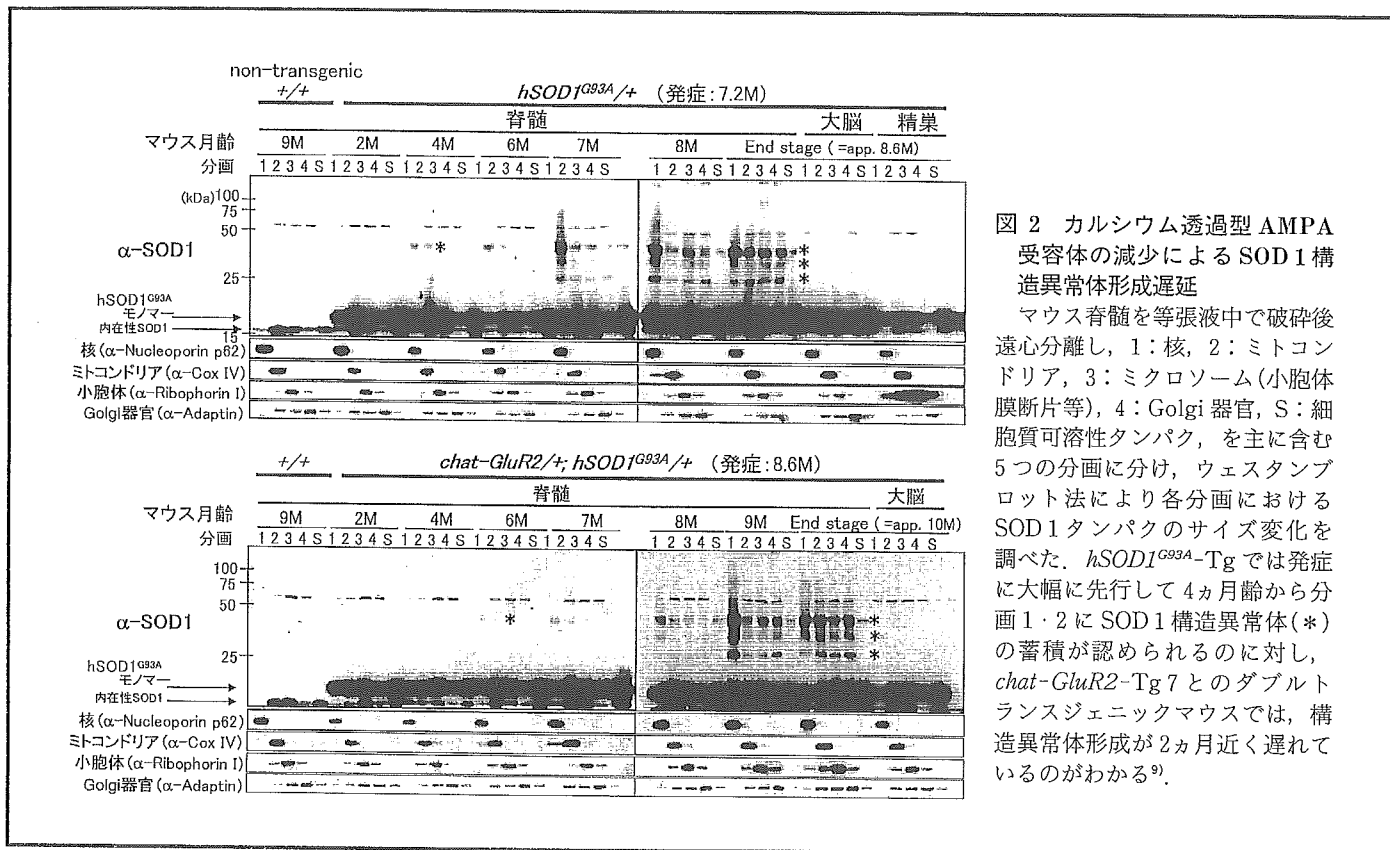 non-transgenic
+/+ hSOD1G93A/+ (発症:7.2M)
脊髄 大脳 精巣
マウス月齢 9M 2M 4M 6M 7M 8M End stage (=app. 8.6M)
分画 1 2 3 4 S 1 2 3 4 S 1 2 3 4 S 1 2 3 4 S 1 2 3 4 S 1 2 3 4 S 1 2 3 4 S 1 2 3 4 S 1 2 3 4 S
(kDa)100
75
50
α-SOD1
25
hSOD1G93A
モノマー
内在性SOD1
15
核(α-Nucleoporin p62)
ミトコンドリア(α-Cox IV)
小胞体(α-Ribophorin I)
Golgi器官(α-Adaptin)
+/+ chat-GluR2/+; hSOD1G93A/+ (発症:8.6M)
脊髄 大脳
マウス月齢 9M 2M 4M 6M 7M 8M 9M End stage (=app. 10M)
分画 1 2 3 4 S 1 2 3 4 S 1 2 3 4 S 1 2 3 4 S 1 2 3 4 S 1 2 3 4 S 1 2 3 4 S 1 2 3 4 S 1 2 3 4 S
100
75
50
α-SOD1
25
hSOD1G93A
モノマー
内在性SOD1
核(α-Nucleoporin p62)
ミトコンドリア(α-Cox IV)
小胞体(α-Ribophorin I)
Golgi器官(α-Adaptin)
図 2 カルシウム透過型 AMPA
受容体の減少による SOD 1 構
造異常体形成遅延
マウス脊髄を等張液中で破砕後
遠心分離し,1:核,2:ミトコン
ドリア,3:ミクロソーム(小胞体
膜断片等),4:Golgi 器官,S:細
胞質可溶性タンパク,を主に含む
5 つの分画に分け,ウェスタンブ
ロット法により各分画における
SOD 1 タンパクのサイズ変化を
調べた.hSOD1G93A-Tg では発症
に大幅に先行して 4ヵ月齢から分
画 1・2 に SOD 1 構造異常体(*)
の蓄積が認められるのに対し,
chat-GluR2-Tg 7 とのダブルト
ランスジェニックマウスでは,構
造異常体形成が 2ヵ月近く遅れて
いるのがわかる9).